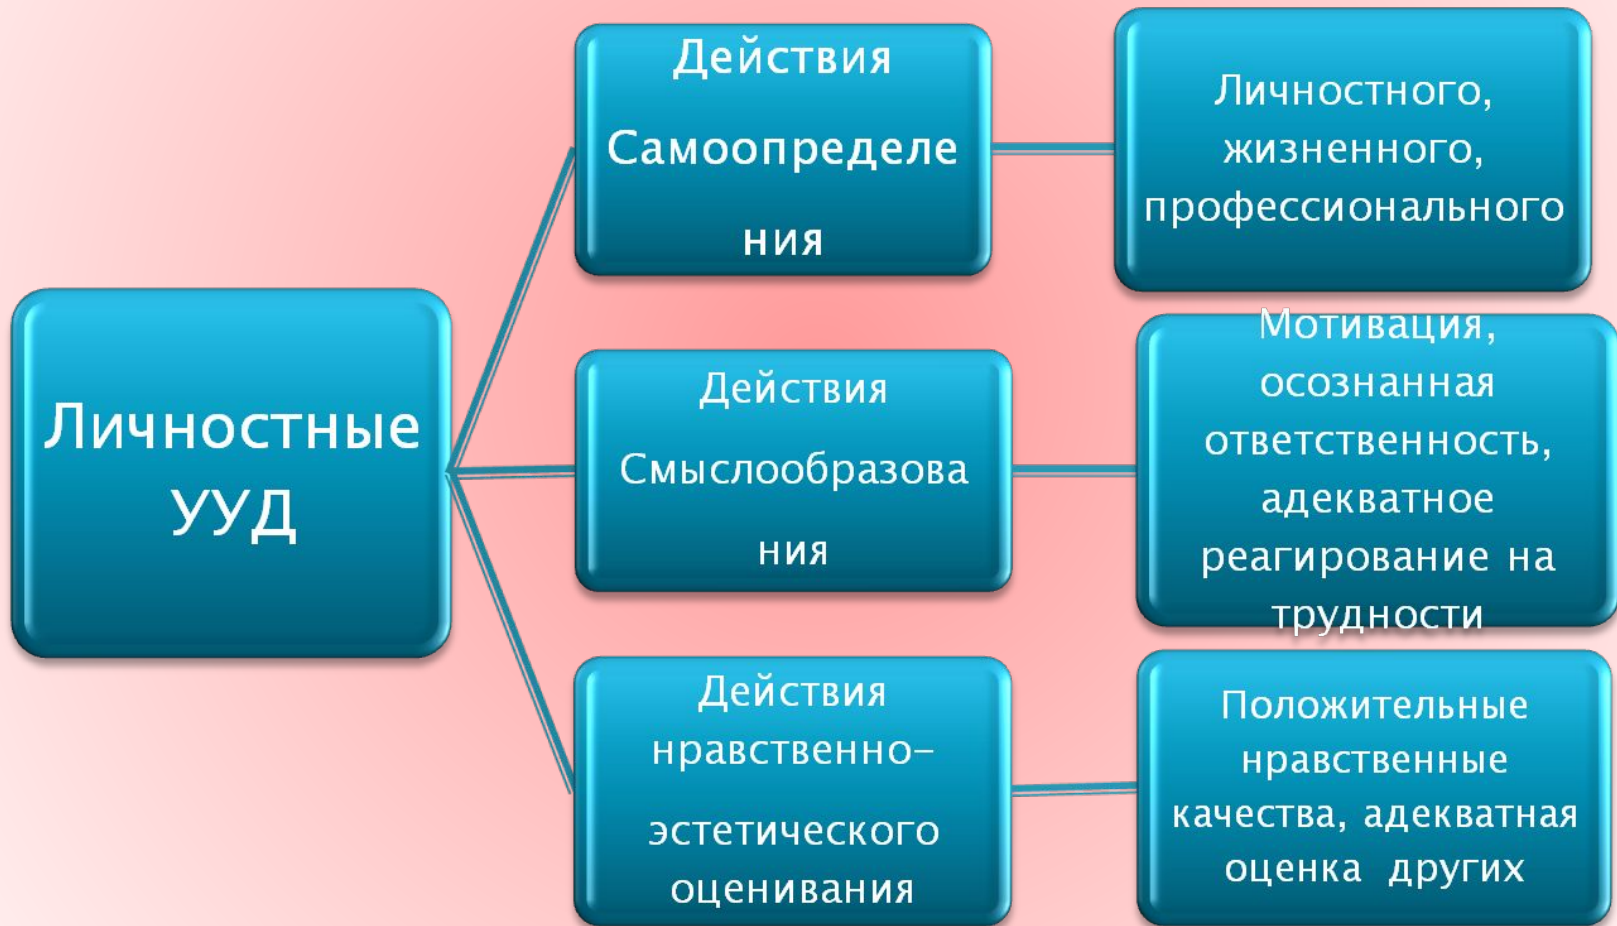 Личностные
УУД
Действия
Самоопределе
ния
Личностного,
жизненного,
профессионального
Действия
Смыслообразова
ния
Мотивация,
осознанная
ответственность,
адекватное
реагирование на
трудности
Действия
нравственно–
эстетического
оценивания
Положительные
нравственные
качества, адекватная
оценка других